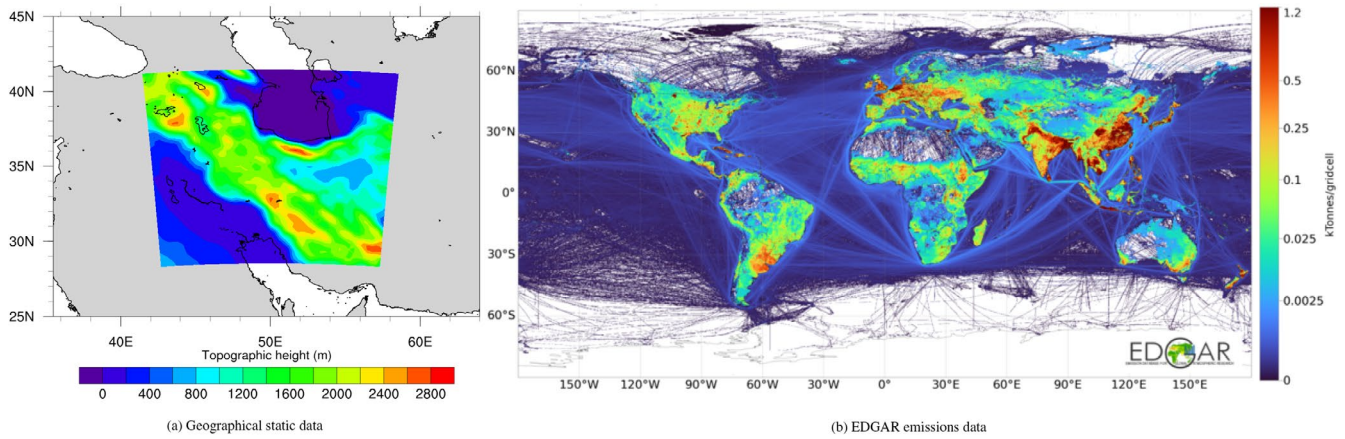 45N
40N
35N
30N
25N
40E
50E
60E
Topographic height (m)
0 400 800 1200 1600 2000 2400 2800
(a) Geographical static data
60°N
30°N
0°
30°S
60°S
150°W 120°W 90°W 60°W 30°W 0° 30°E 60°E 90°E 120°E 150°E
EDGAR
1.2
0.5
0.25
0.1
0.025
0.0025
0
kTonnes/gridcell
(b) EDGAR emissions data